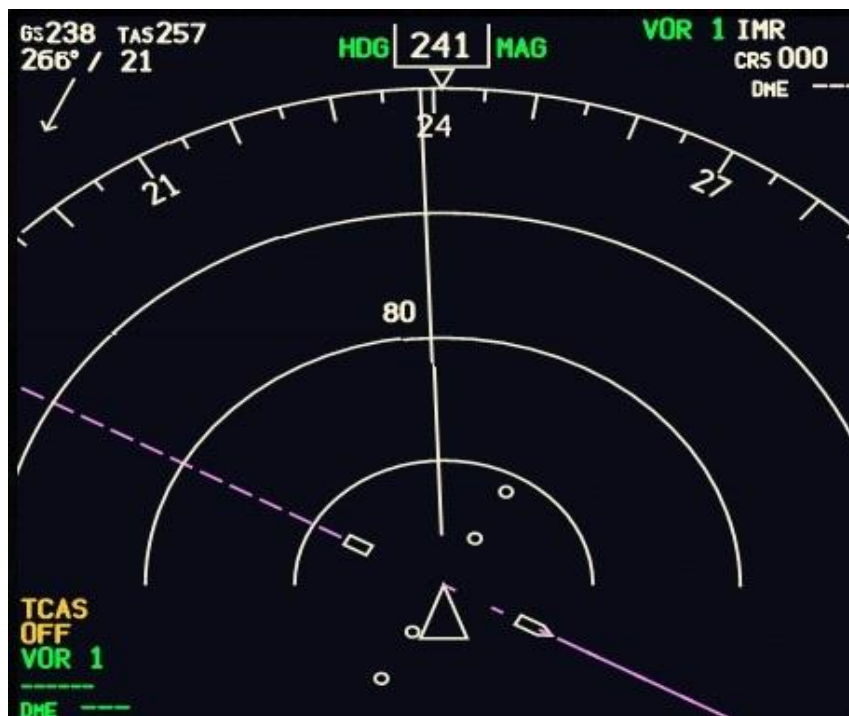 GS238 TAS257
266°/ 21
HDG 241 MAG
VOR 1 IMR
CRS 000
DME ---
21
24
27
80
TCAS
OFF
VOR 1
------
DME ---